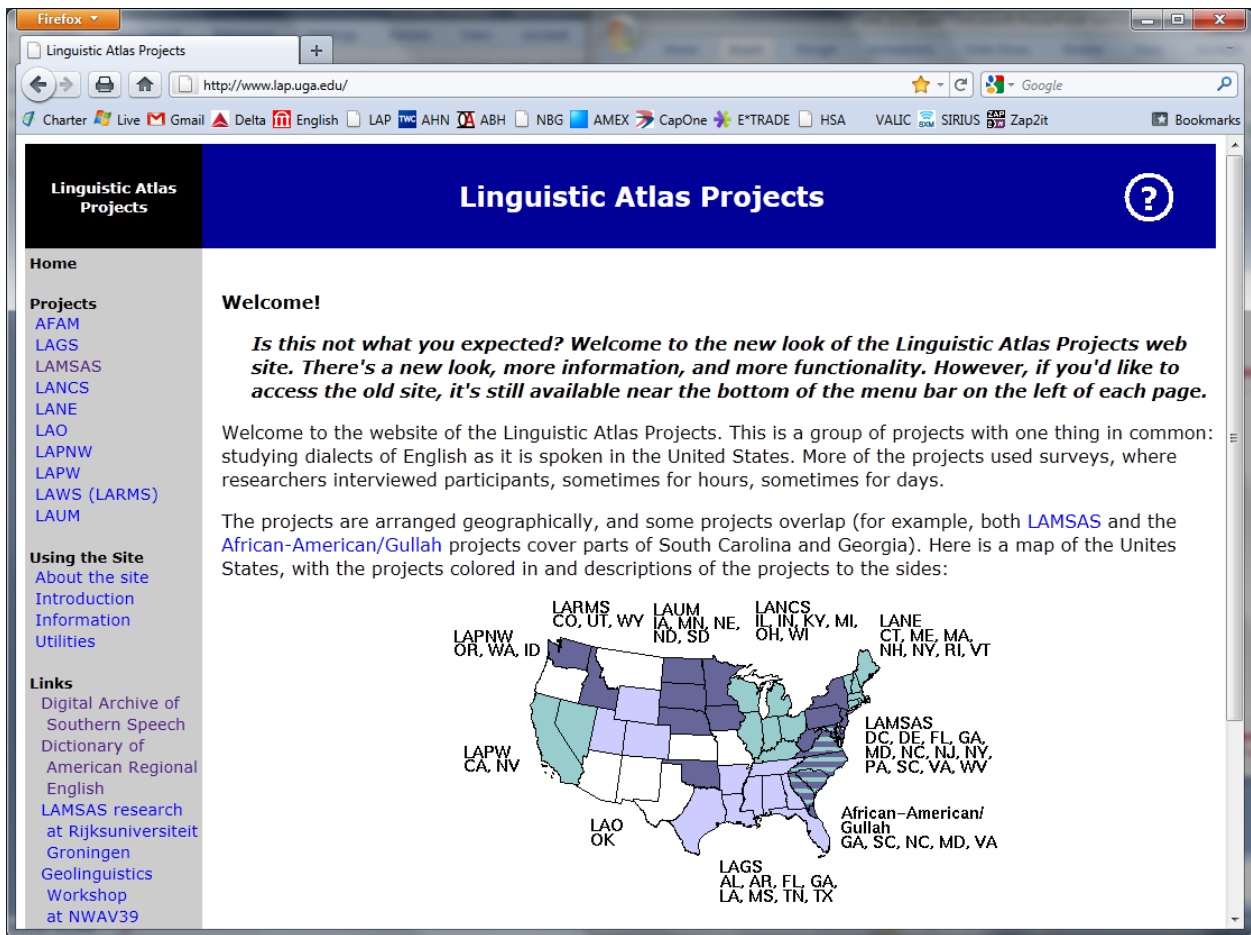 Firefox
Linguistic Atlas Projects
http://www.lap.uga.edu/
Google
Charter Live Gmail Delta English LAP TWC AHN ABH NBG AMEX CapOne E*TRADE HSA VALIC SXM SIRIUS ZAP Zap2it Bookmarks
Linguistic Atlas
Projects
Linguistic Atlas Projects
?
Home
Projects
AFAM
LAGS
LAMSAS
LANCS
LANE
LAO
LAPNW
LAPW
LAWS (LARMS)
LAUM
Using the Site
About the site
Introduction
Information
Utilities
Links
Digital Archive of
Southern Speech
Dictionary of
American Regional
English
LAMSAS research
at Rijksuniversiteit
Groningen
Geolinguistics
Workshop
at NWAV39
Welcome!
Is this not what you expected? Welcome to the new look of the Linguistic Atlas Projects web
site. There's a new look, more information, and more functionality. However, if you'd like to
access the old site, it's still available near the bottom of the menu bar on the left of each page.
Welcome to the website of the Linguistic Atlas Projects. This is a group of projects with one thing in common:
studying dialects of English as it is spoken in the United States. More of the projects used surveys, where
researchers interviewed participants, sometimes for hours, sometimes for days.
The projects are arranged geographically, and some projects overlap (for example, both LAMSAS and the
African-American/Gullah projects cover parts of South Carolina and Georgia). Here is a map of the Unites
States, with the projects colored in and descriptions of the projects to the sides:
LARMS
CO, UT, WY
LAUM
IA, MN, NE,
ND, SD
LANCS
IL, IN, KY, MI,
OH, WI
LANE
CT, ME, MA,
NH, NY, RI, VT
LAPNW
OR, WA, ID
LAMSAS
DC, DE, FL, GA,
MD, NC, NJ, NY,
PA, SC, VA, WV
LAPW
CA, NV
African-American/
Gullah
GA, SC, NC, MD, VA
LAO
OK
LAGS
AL, AR, FL, GA,
LA, MS, TN, TX